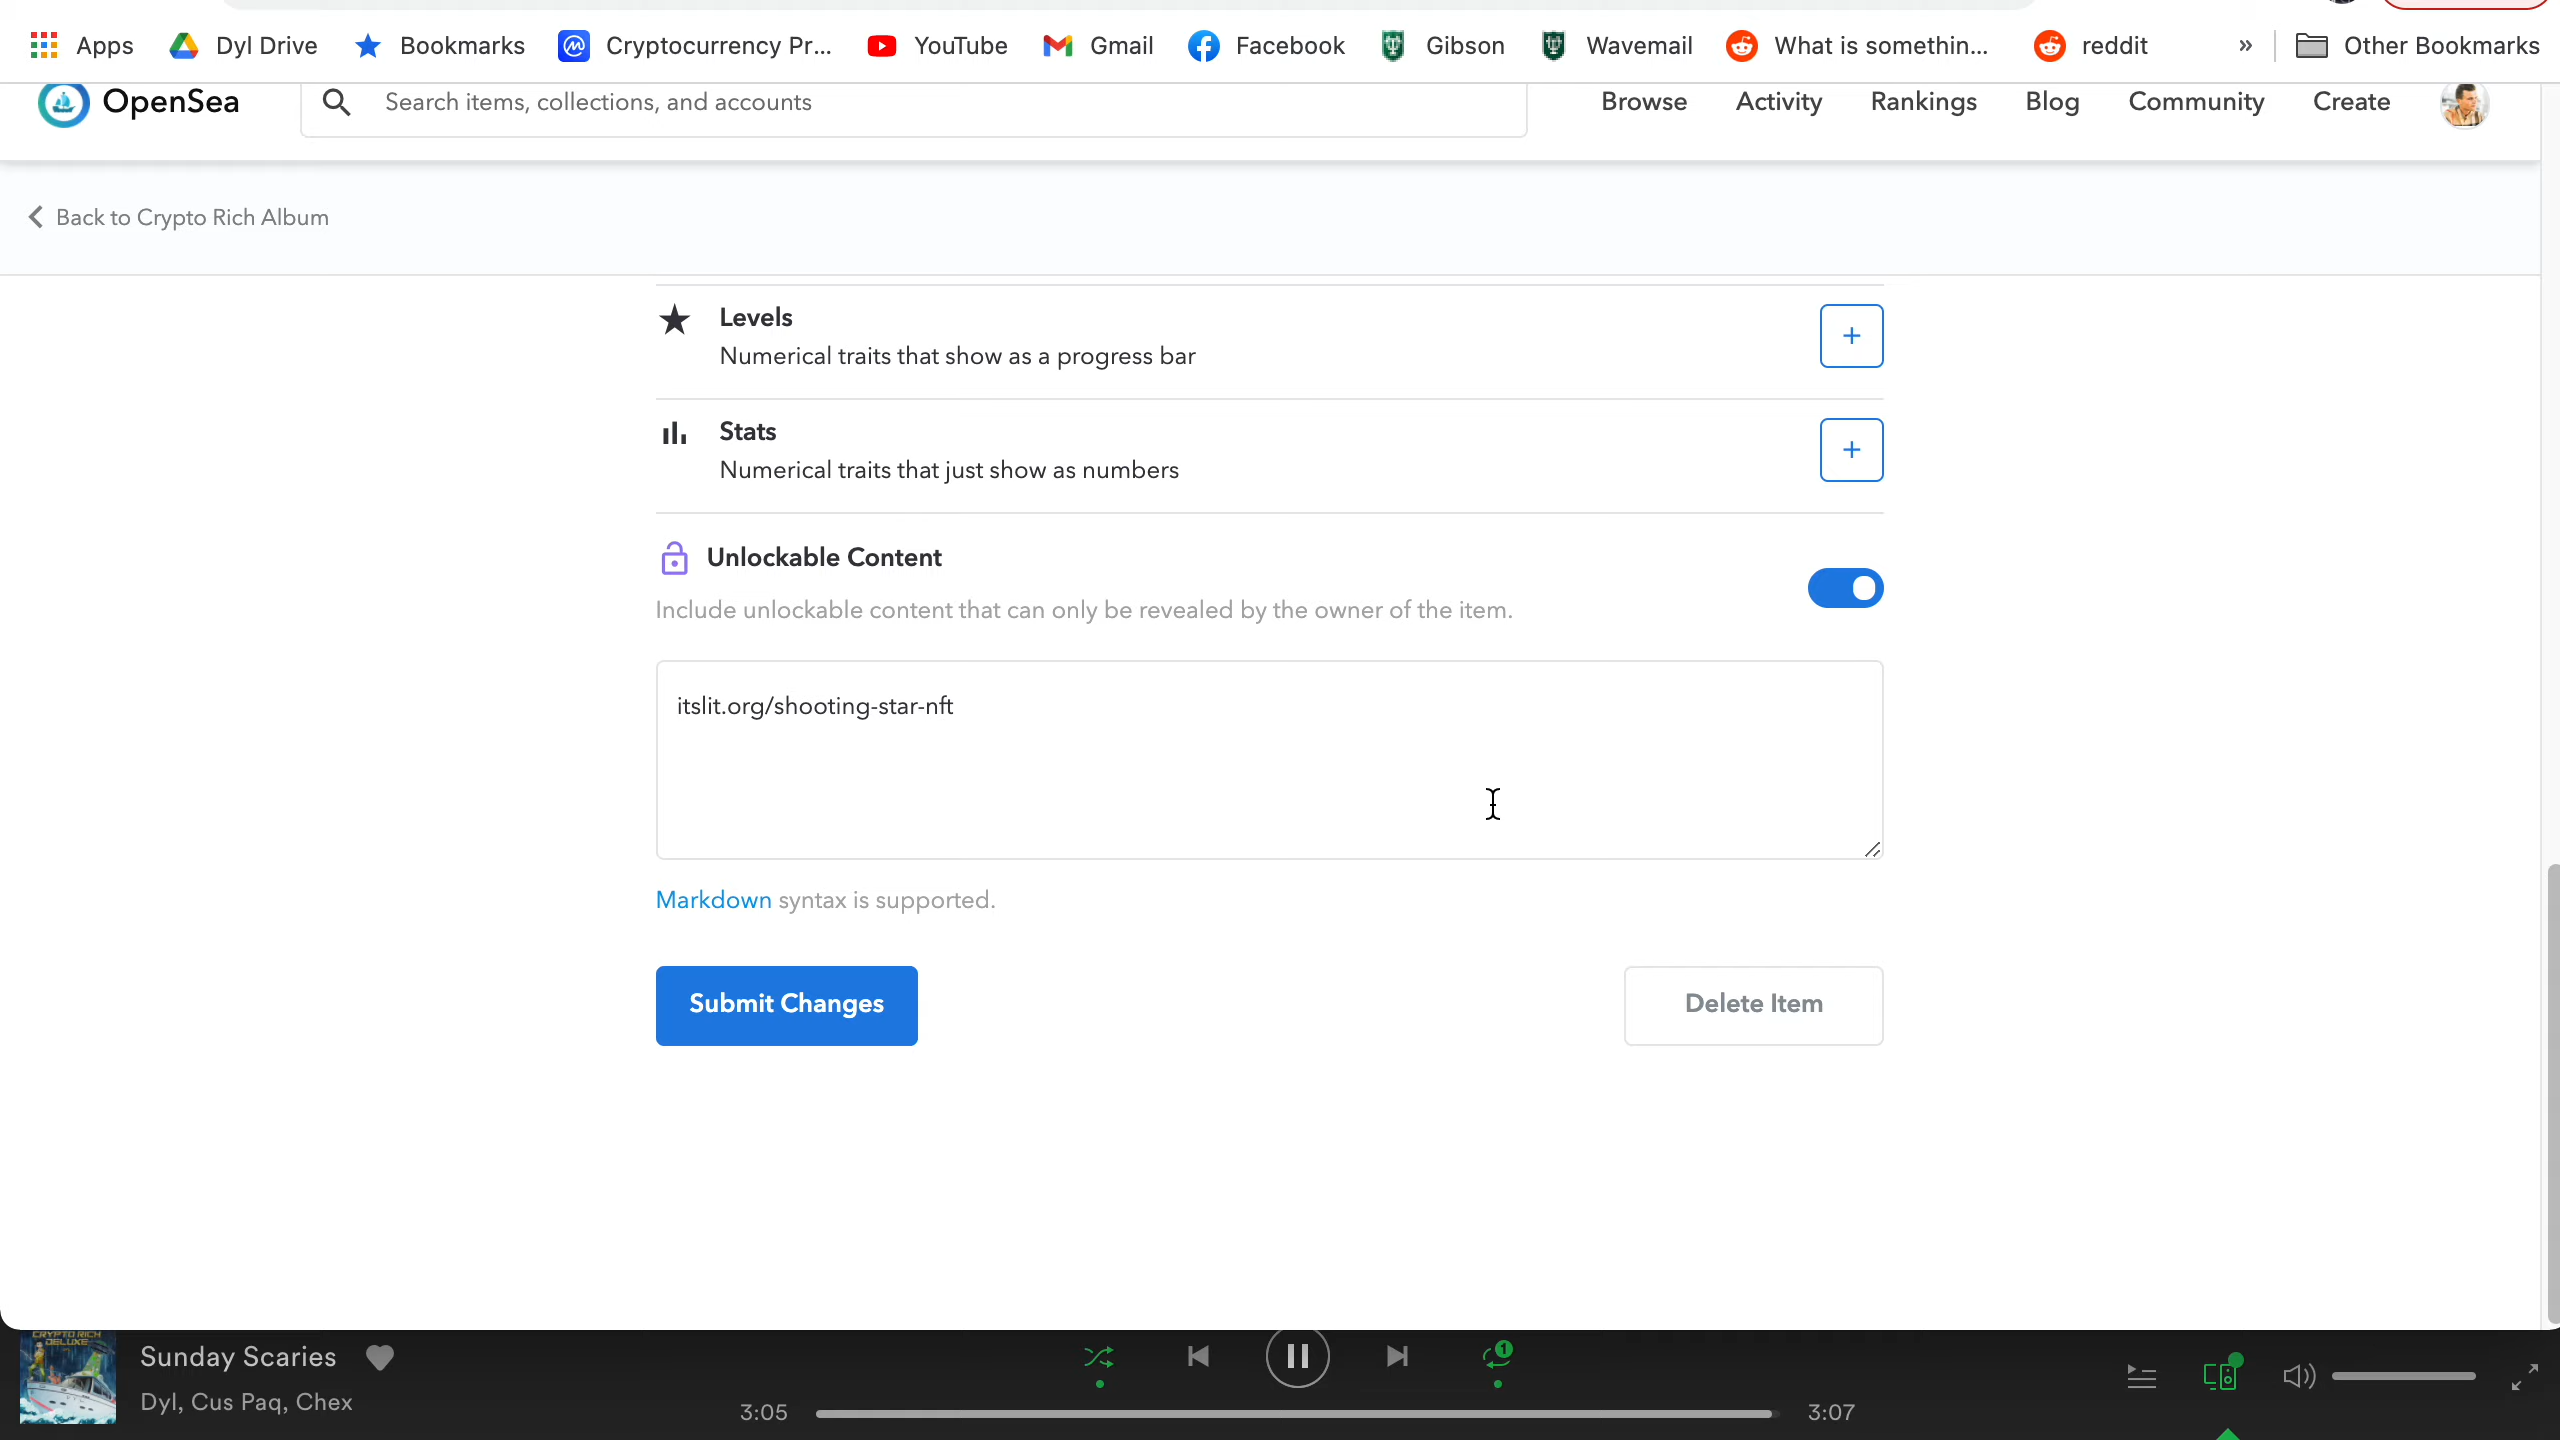 Apps Dyl Drive Bookmarks Cryptocurrency Pr... YouTube Gmail Facebook Gibson Wavemail What is somethin... reddit » Other Bookmarks
OpenSea Search items, collections, and accounts Browse Activity Rankings Blog Community Create
Back to Crypto Rich Album
Levels
Numerical traits that show as a progress bar
+
Stats
Numerical traits that just show as numbers
+
Unlockable Content
Include unlockable content that can only be revealed by the owner of the item.
itslit.org/shooting-star-nft
Markdown syntax is supported.
Submit Changes Delete Item
CRYPTO RICH
DELUXE
Sunday Scaries
Dyl, Cus Paq, Chex
1
3:05 3:07